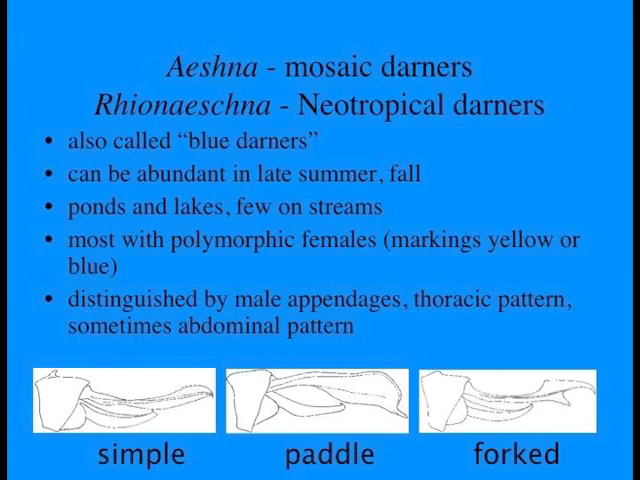 Aeshna - mosaic darners
Rhionaeschna - Neotropical darners
• also called “blue darners”
• can be abundant in late summer, fall
• ponds and lakes, few on streams
• most with polymorphic females (markings yellow or
blue)
• distinguished by male appendages, thoracic pattern,
sometimes abdominal pattern
simple paddle forked